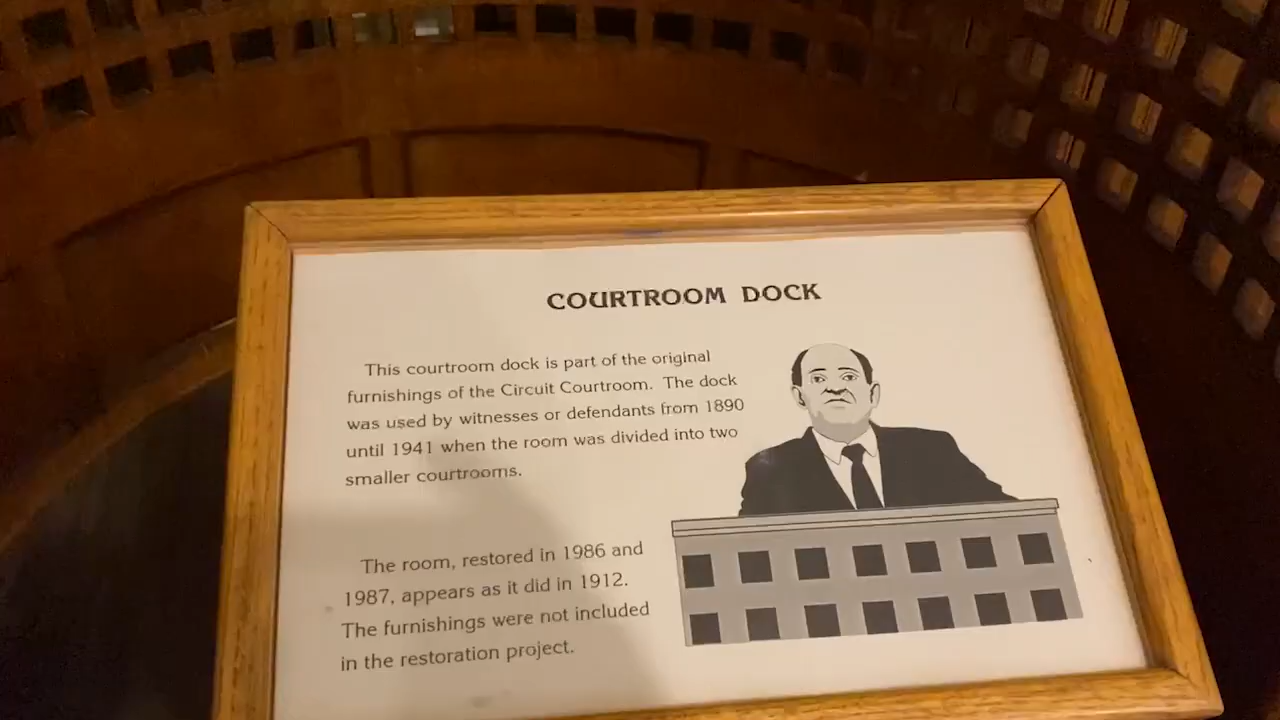 COURTROOM DOCK
This courtroom dock is part of the original
furnishings of the Circuit Courtroom. The dock
was used by witnesses or defendants from 1890
until 1941 when the room was divided into two
smaller courtrooms.
The room, restored in 1986 and
1987, appears as it did in 1912.
The furnishings were not included
in the restoration project.